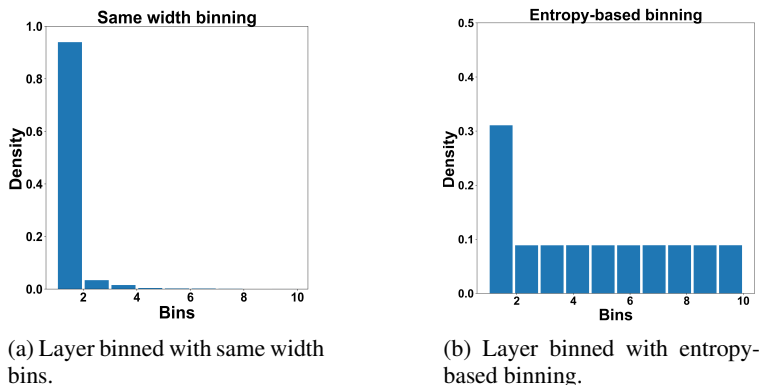 Same width binning
1.0
0.8
0.6
0.4
0.2
0.0
Density
2 4 6 8 10
Bins
(a) Layer binned with same width
bins.
Entropy-based binning
0.5
0.4
0.3
0.2
0.1
0.0
Density
2 4 6 8 10
Bins
(b) Layer binned with entropy-
based binning.